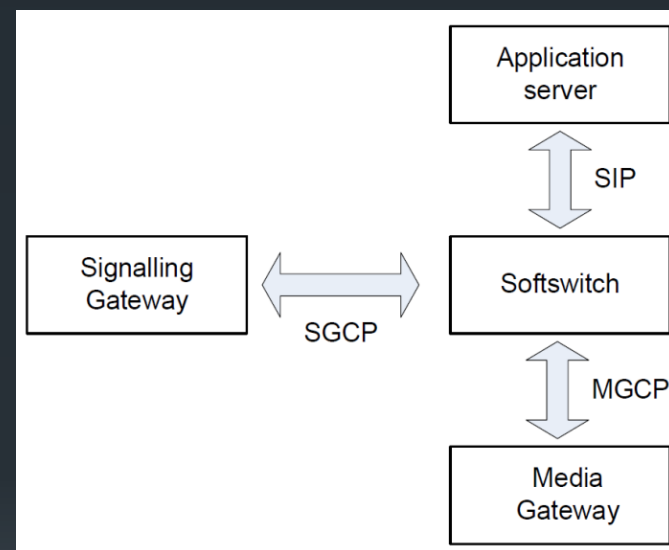 Application
server
SIP
Signalling
Gateway
Softswitch
SGCP
MGCP
Media
Gateway